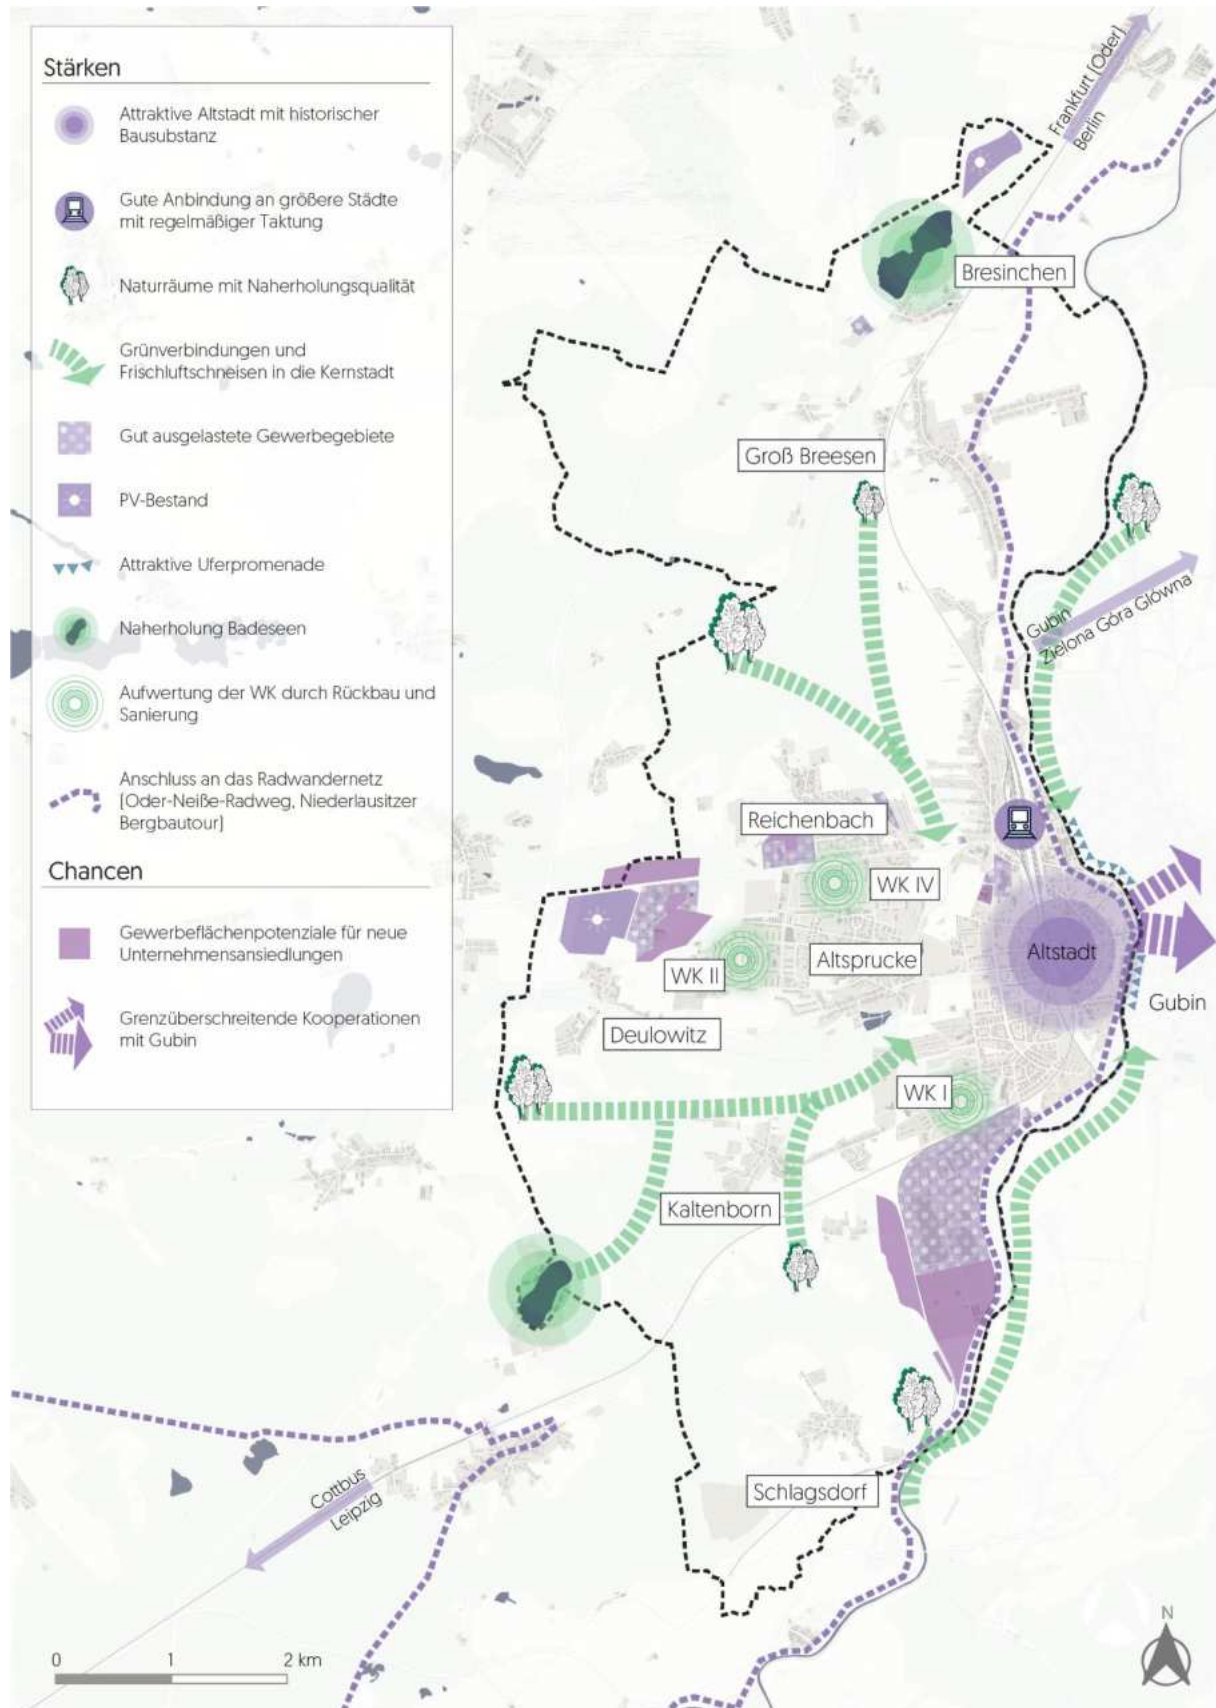 Stärken
Attraktive Altstadt mit historischer
Bausubstanz
Gute Anbindung an größere Städte
mit regelmäßiger Taktung
Naturräume mit Naherholungsqualität
Grünverbindungen und
Frischluftschneisen in die Kernstadt
Gut ausgelastete Gewerbegebiete
PV-Bestand
Attraktive Uferpromenade
Naherholung Badeseen
Aufwertung der WK durch Rückbau und
Sanierung
Anschluss an das Radwandernetz
[Oder-Neiße-Radweg, Niederlausitzer
Bergbautour]
Chancen
Gewerbeflächenpotenziale für neue
Unternehmensansiedlungen
Grenzüberschreitende Kooperationen
mit Gubin
Frankfurt [Oder]
Berlin
Bresinchen
Groß Breesen
Gubin
Zielona Góra Glówna
Reichenbach
WK IV
Altstadt
Altsprucke
WK II
Gubin
Deulowitz
WK I
Kaltenborn
Schlagsdorf
Cottbus
Leipzig
N
0 1 2 km